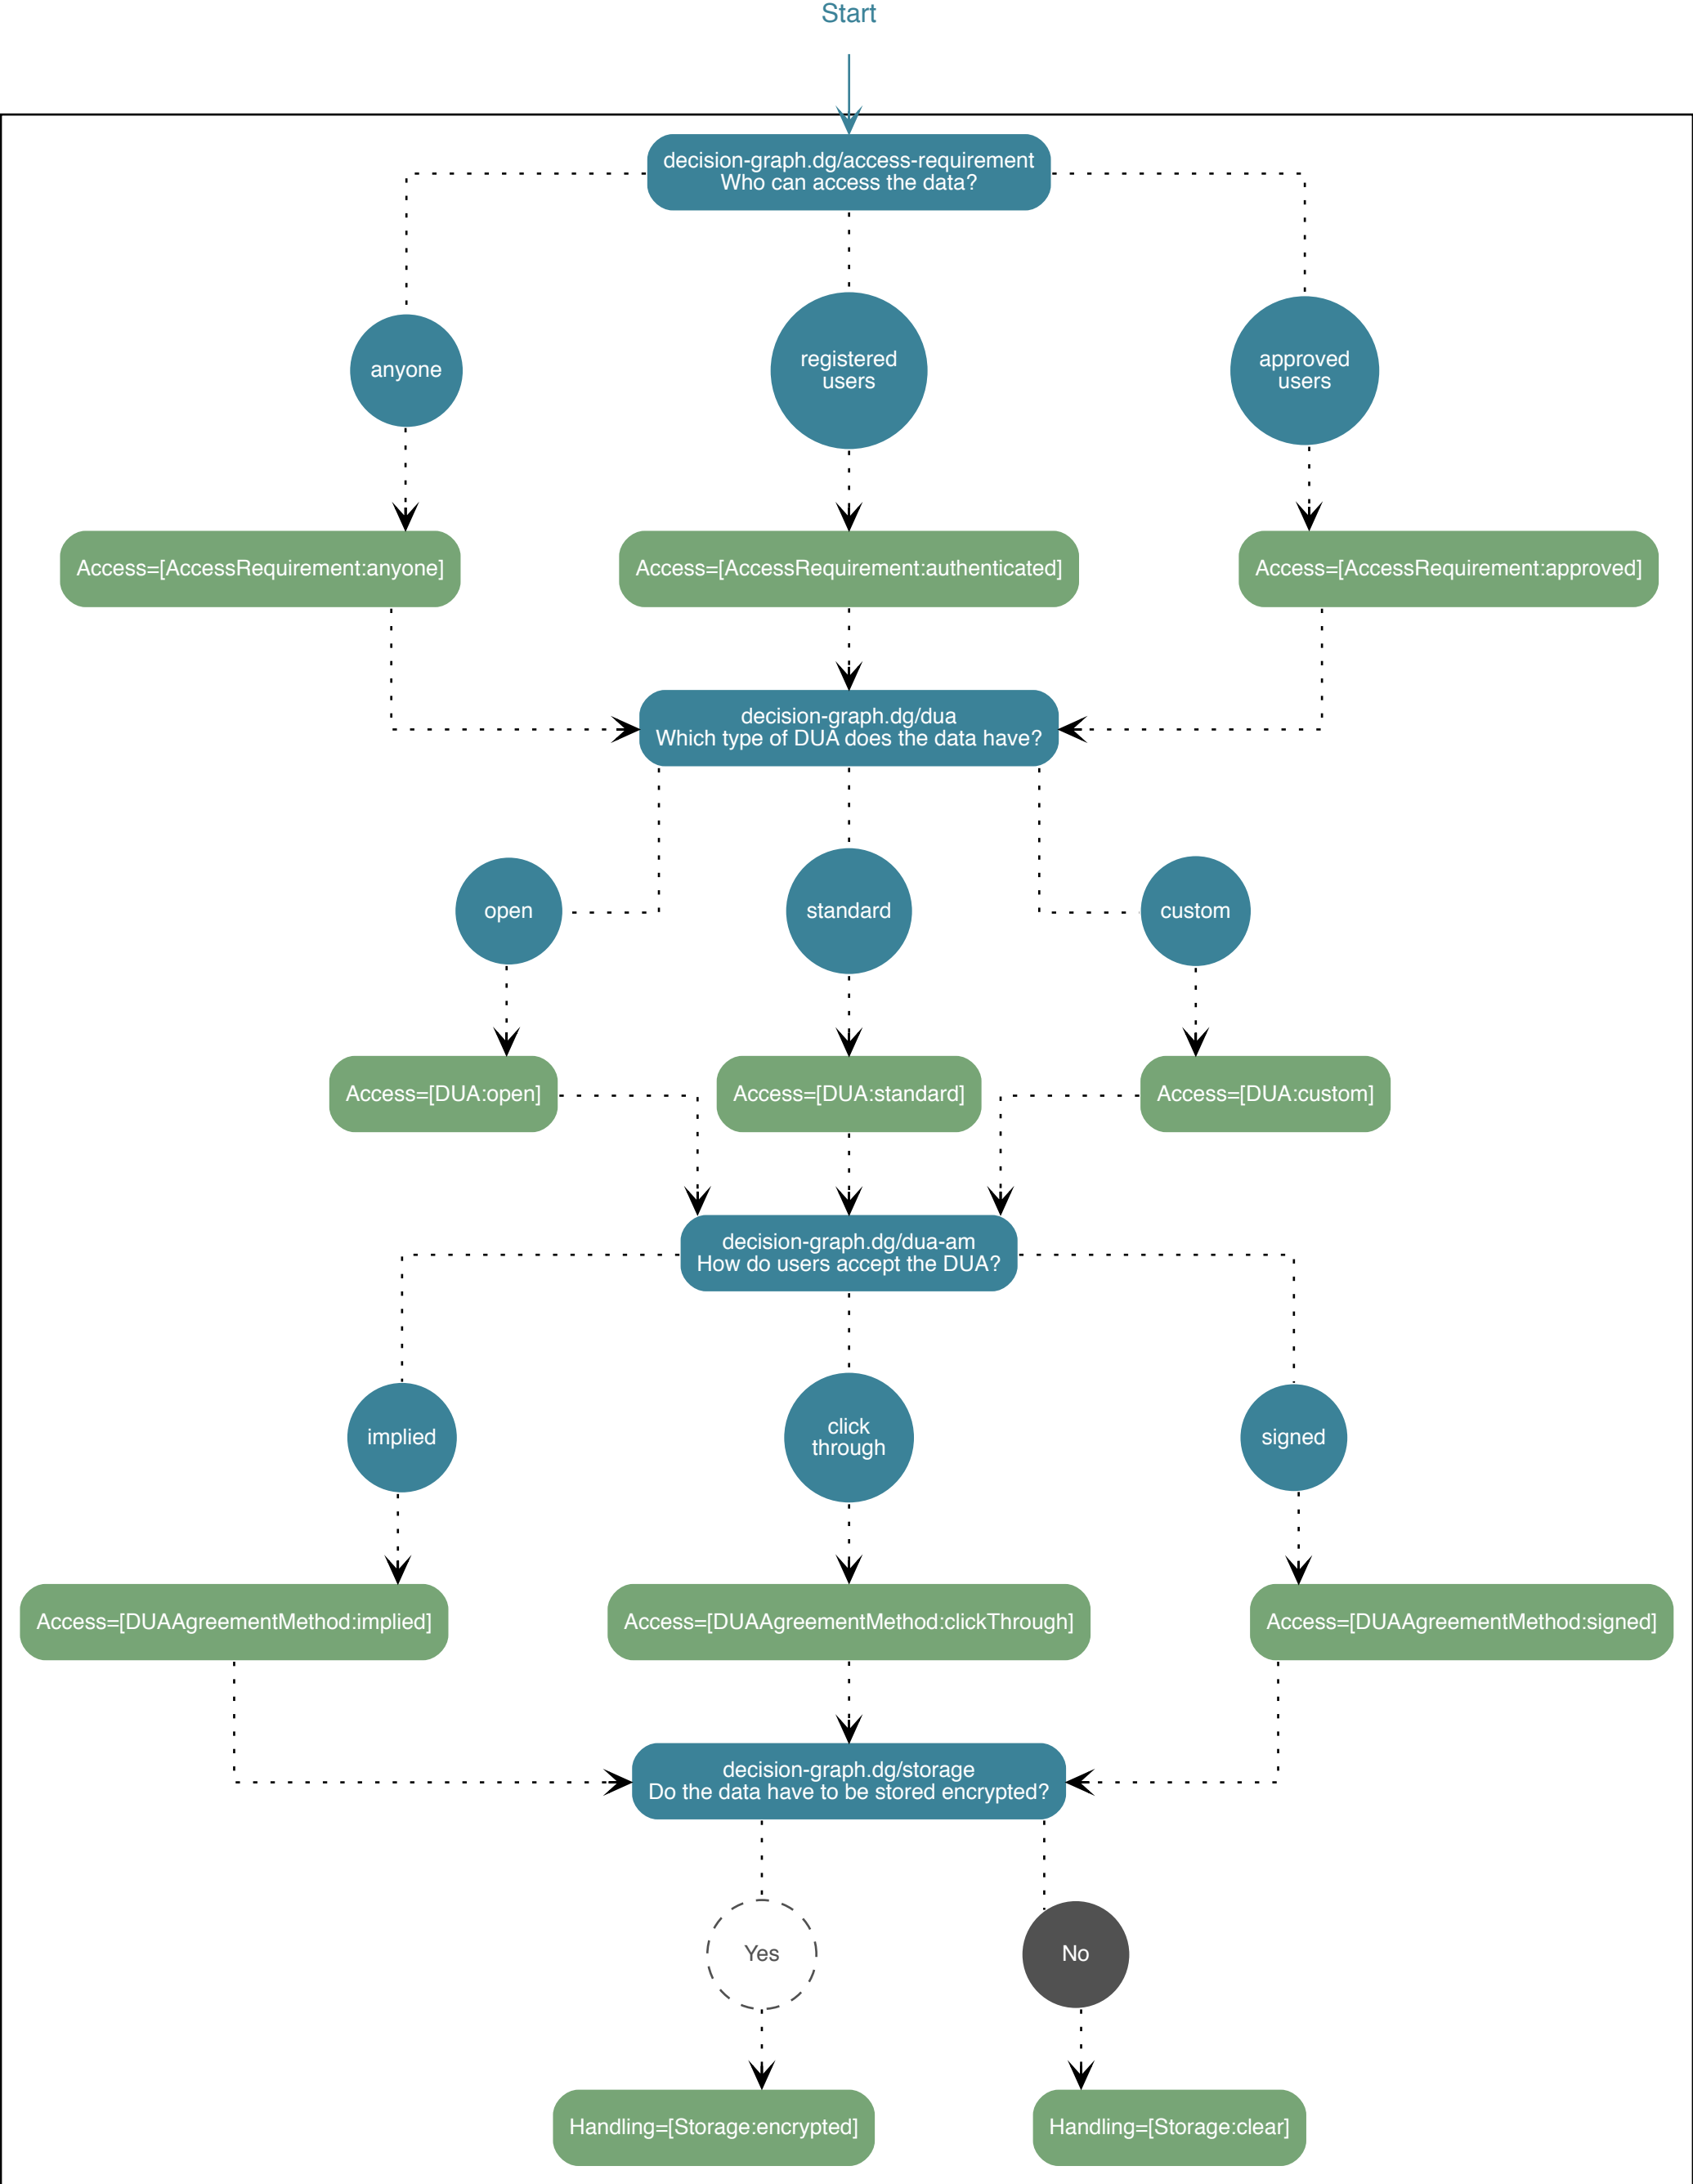 Start
decision-graph.dg/access-requirement
Who can access the data?
anyone
registered
users
approved
users
Access=[AccessRequirement:anyone]
Access=[AccessRequirement:authenticated]
Access=[AccessRequirement:approved]
decision-graph.dg/dua
Which type of DUA does the data have?
open
standard
custom
Access=[DUA:open]
Access=[DUA:standard]
Access=[DUA:custom]
decision-graph.dg/dua-am
How do users accept the DUA?
implied
click
through
signed
Access=[DUAAgreementMethod:implied]
Access=[DUAAgreementMethod:clickThrough]
Access=[DUAAgreementMethod:signed]
decision-graph.dg/storage
Do the data have to be stored encrypted?
Yes
No
Handling=[Storage:encrypted]
Handling=[Storage:clear]